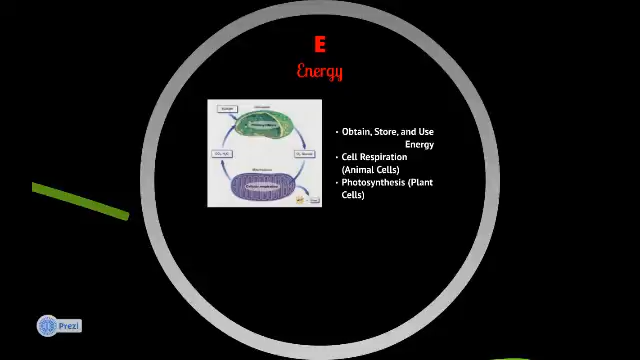 E
Energy
• Obtain, Store, and Use
Energy
• Cell Respiration
(Animal Cells)
• Photosynthesis (Plant
Cells)
Prezi